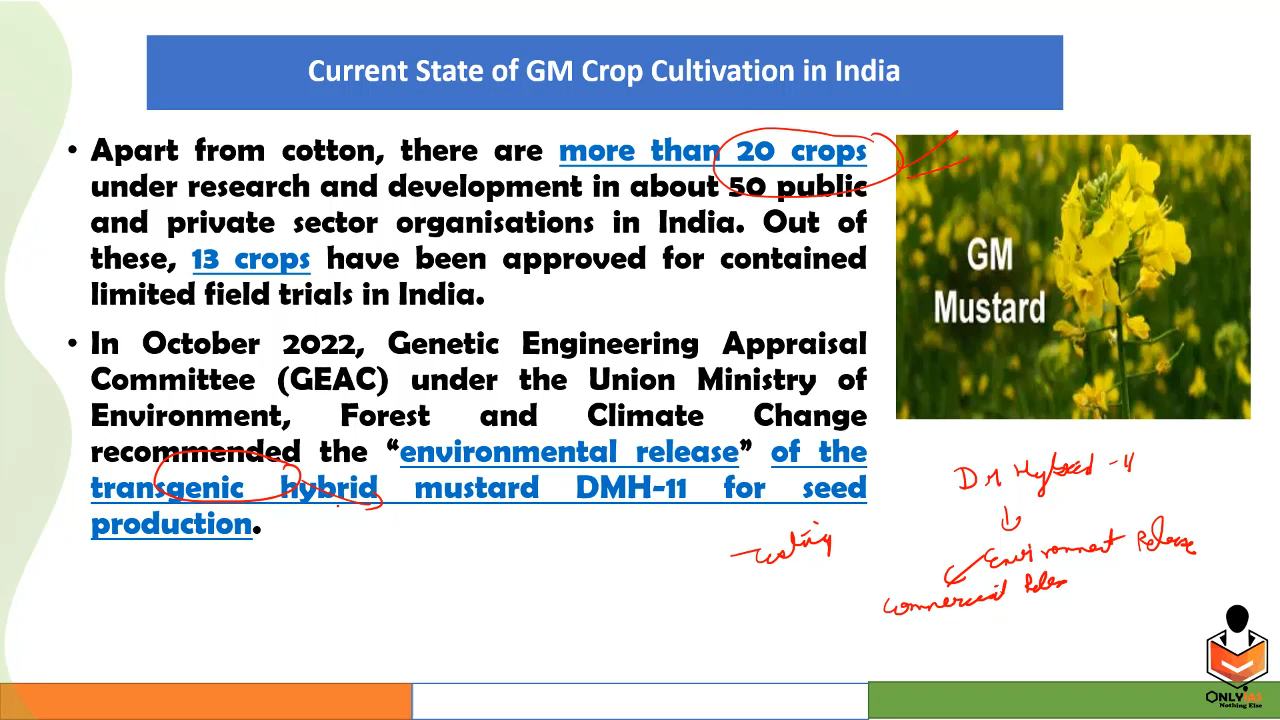 Current State of GM Crop Cultivation in India
• Apart from cotton, there are more than 20 crops
under research and development in about 50 public
and private sector organisations in India. Out of
these, 13 crops have been approved for contained
limited field trials in India.
• In October 2022, Genetic Engineering Appraisal
Committee (GEAC) under the Union Ministry of
Environment, Forest and Climate Change
recommended the “environmental release” of the
transgenic hybrid mustard DMH-11 for seed
production.
GM
Mustard
DM Hybrid -11
Environment Release
Commercial
ONLYIAS
Nothing Else